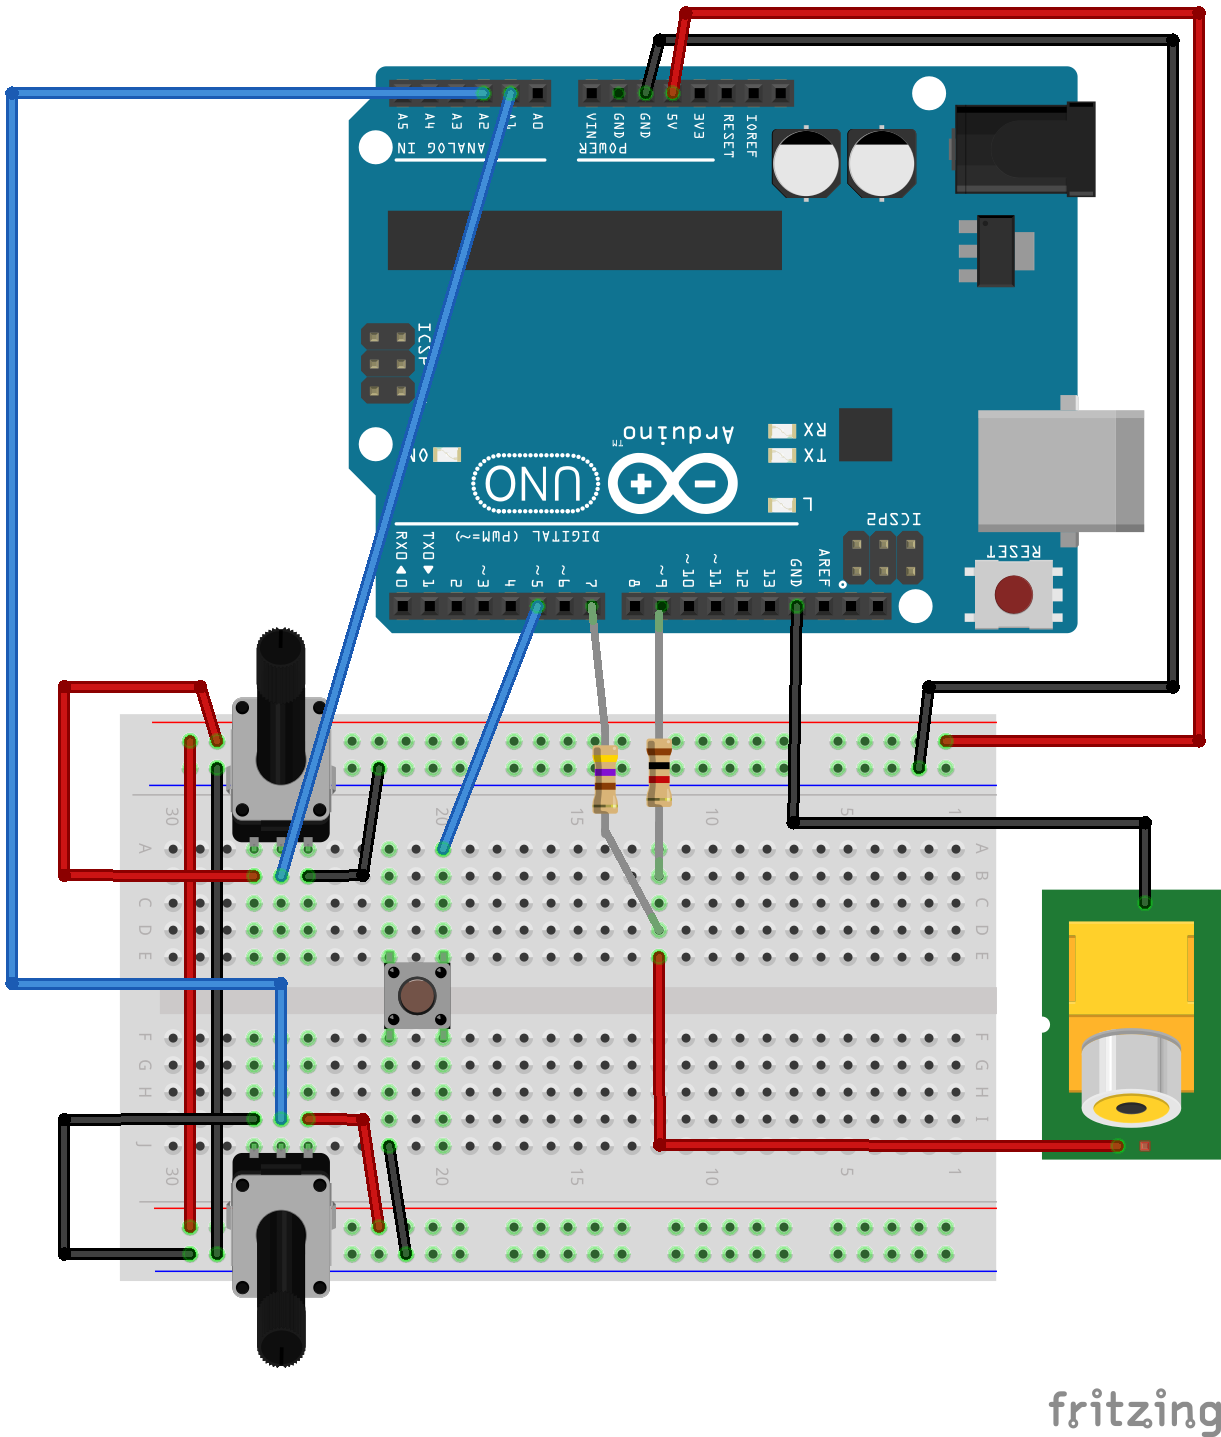 A5 A4 A3 A2 A1 A0
VIN GND GND 5V 3V3 RESET IOREF
ANALOG IN
POWER
ICSP
Arduino™
RX
TX
ON
UNO
L
DIGITAL (PWM=~)
ICSP2
RESET
RX0◄0 TX0►1 2 ~3 4 ~5 ~6 7 8 ~9 ~10 ~11 12 13 GND AREF
30 20 15 10 5 1
A A
B B
C C
D D
E E
F F
G G
H H
I I
J J
30 20 15 10 5 1
fritzing